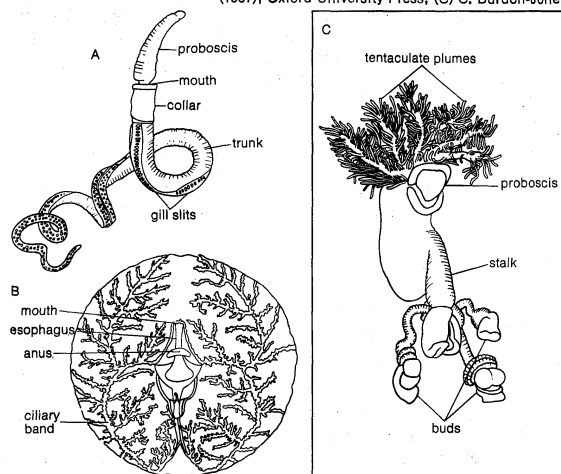 (1967), Oxford University Press; (C) C. Burdon-Jone
A
proboscis
mouth
collar
trunk
gill slits
B
mouth
esophagus
anus
ciliary
band
C
tentaculate plumes
proboscis
stalk
buds